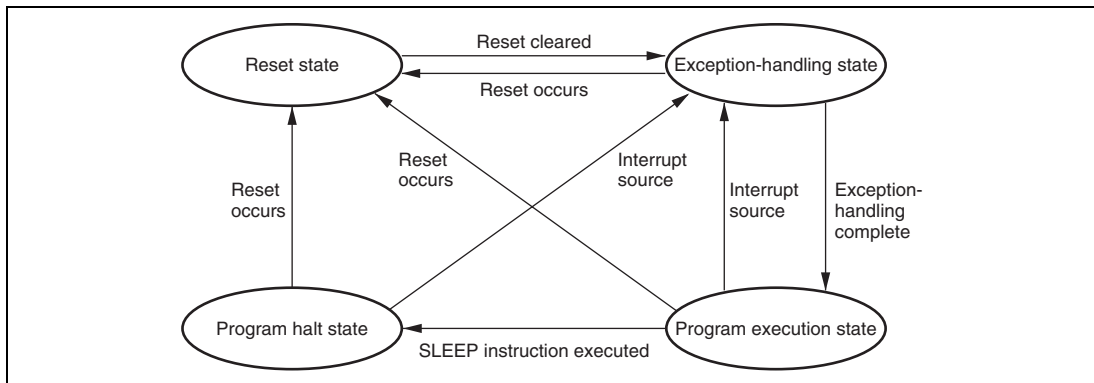 Reset cleared
Reset state
Exception-handling state
Reset occurs
Reset
occurs
Interrupt
source
Reset
occurs
Interrupt
source
Exception-
handling
complete
Program halt state
Program execution state
SLEEP instruction executed